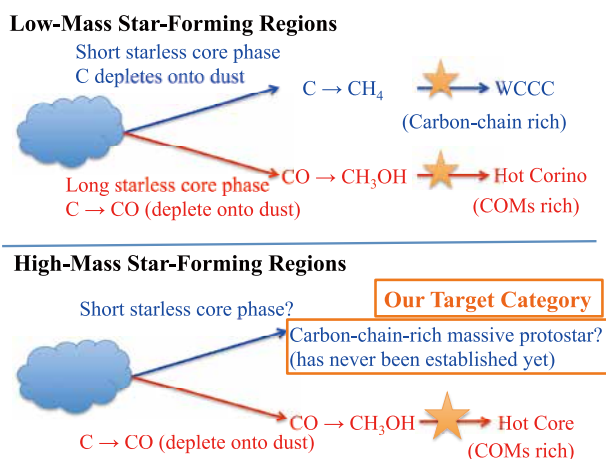 Low-Mass Star-Forming Regions
Short starless core phase
C depletes onto dust
C → CH₄ → WCCC
(Carbon-chain rich)
CO → CH₃OH → Hot Corino
(COMs rich)
Long starless core phase
C → CO (deplete onto dust)
High-Mass Star-Forming Regions
Our Target Category
Short starless core phase?
Carbon-chain-rich massive protostar?
(has never been established yet)
CO → CH₃OH → Hot Core
(COMs rich)
C → CO (deplete onto dust)